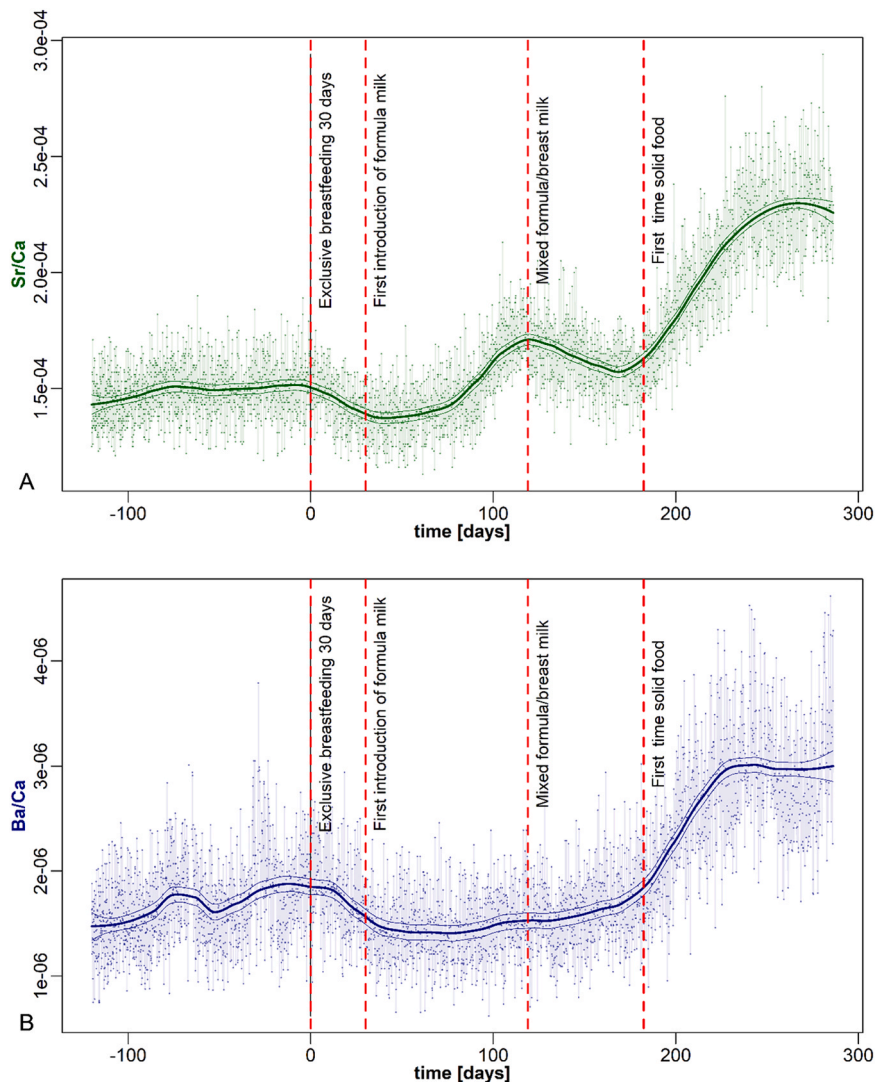 3.0e-04
2.5e-04
2.0e-04
1.5e-04
Sr/Ca
Exclusive breastfeeding 30 days
First introduction of formula milk
Mixed formula/breast milk
First time solid food
A
-100
0
100
200
300
time [days]
4e-06
3e-06
2e-06
1e-06
Ba/Ca
Exclusive breastfeeding 30 days
First introduction of formula milk
Mixed formula/breast milk
First time solid food
B
-100
0
100
200
300
time [days]